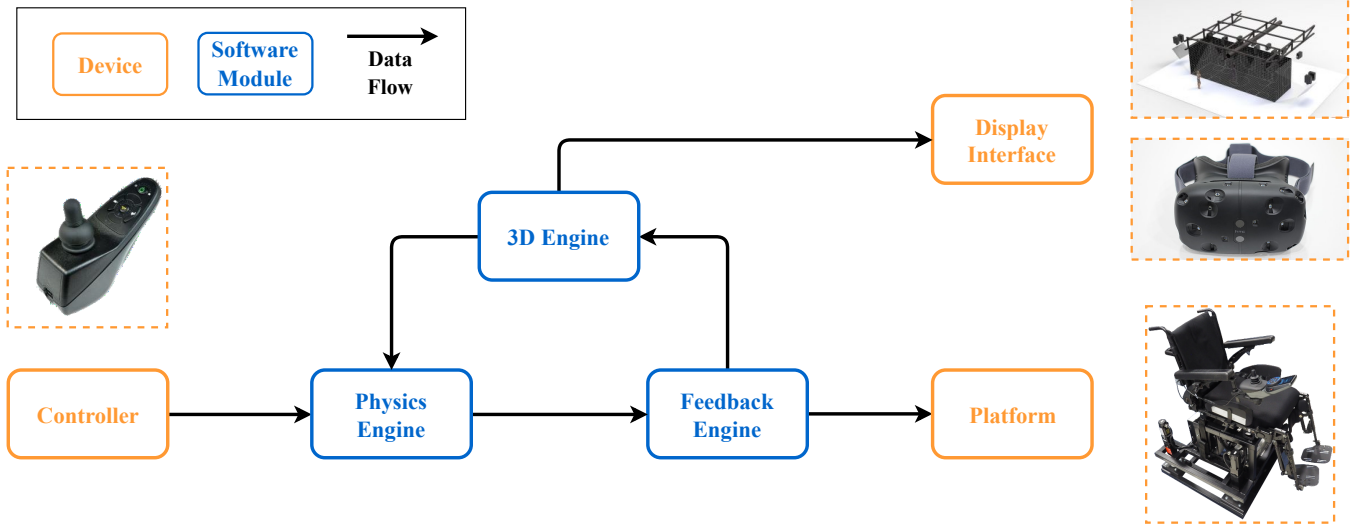 Device
Software
Module
Data
Flow
Display
Interface
3D Engine
Controller
Physics
Engine
Feedback
Engine
Platform